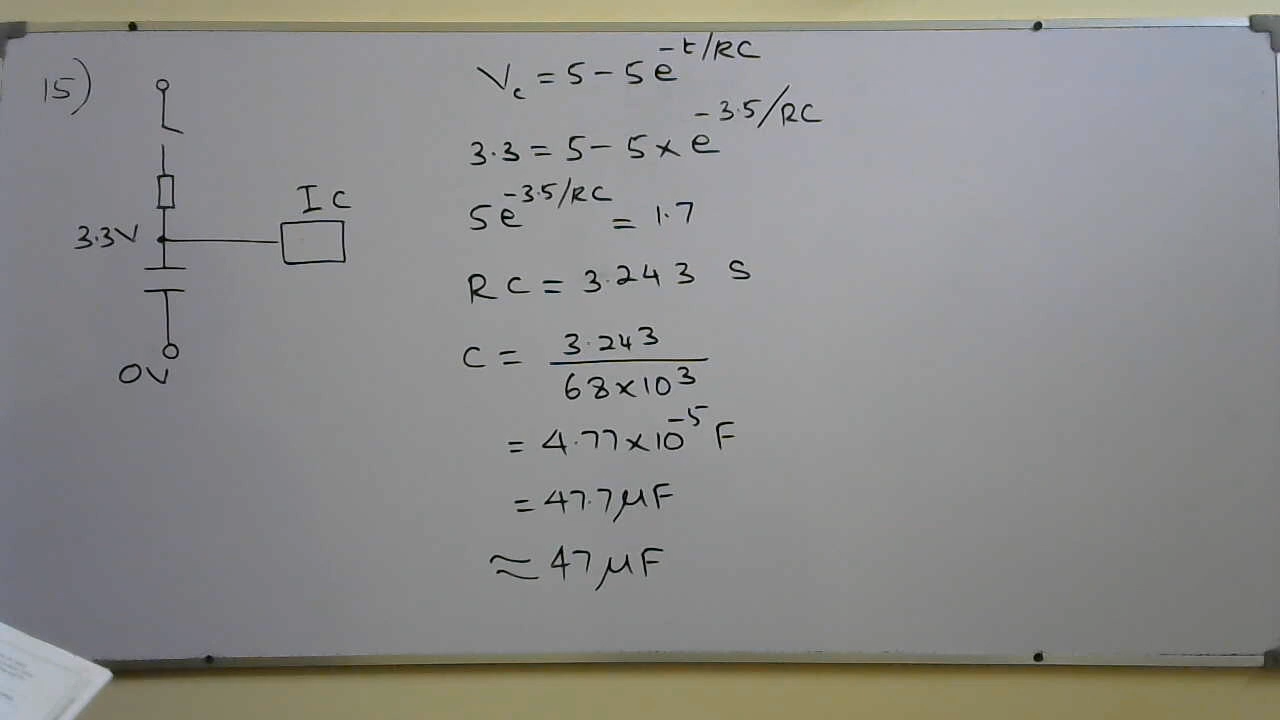 15)
IC
3.3V
0V
Vc = 5 - 5e^-t/RC
3.3 = 5 - 5 × e^-3.5/RC
5e^-3.5/RC = 1.7
RC = 3.243 s
C = 3.243 / 68×10³
= 4.77×10⁻⁵ F
= 47.7μF
≈ 47μF